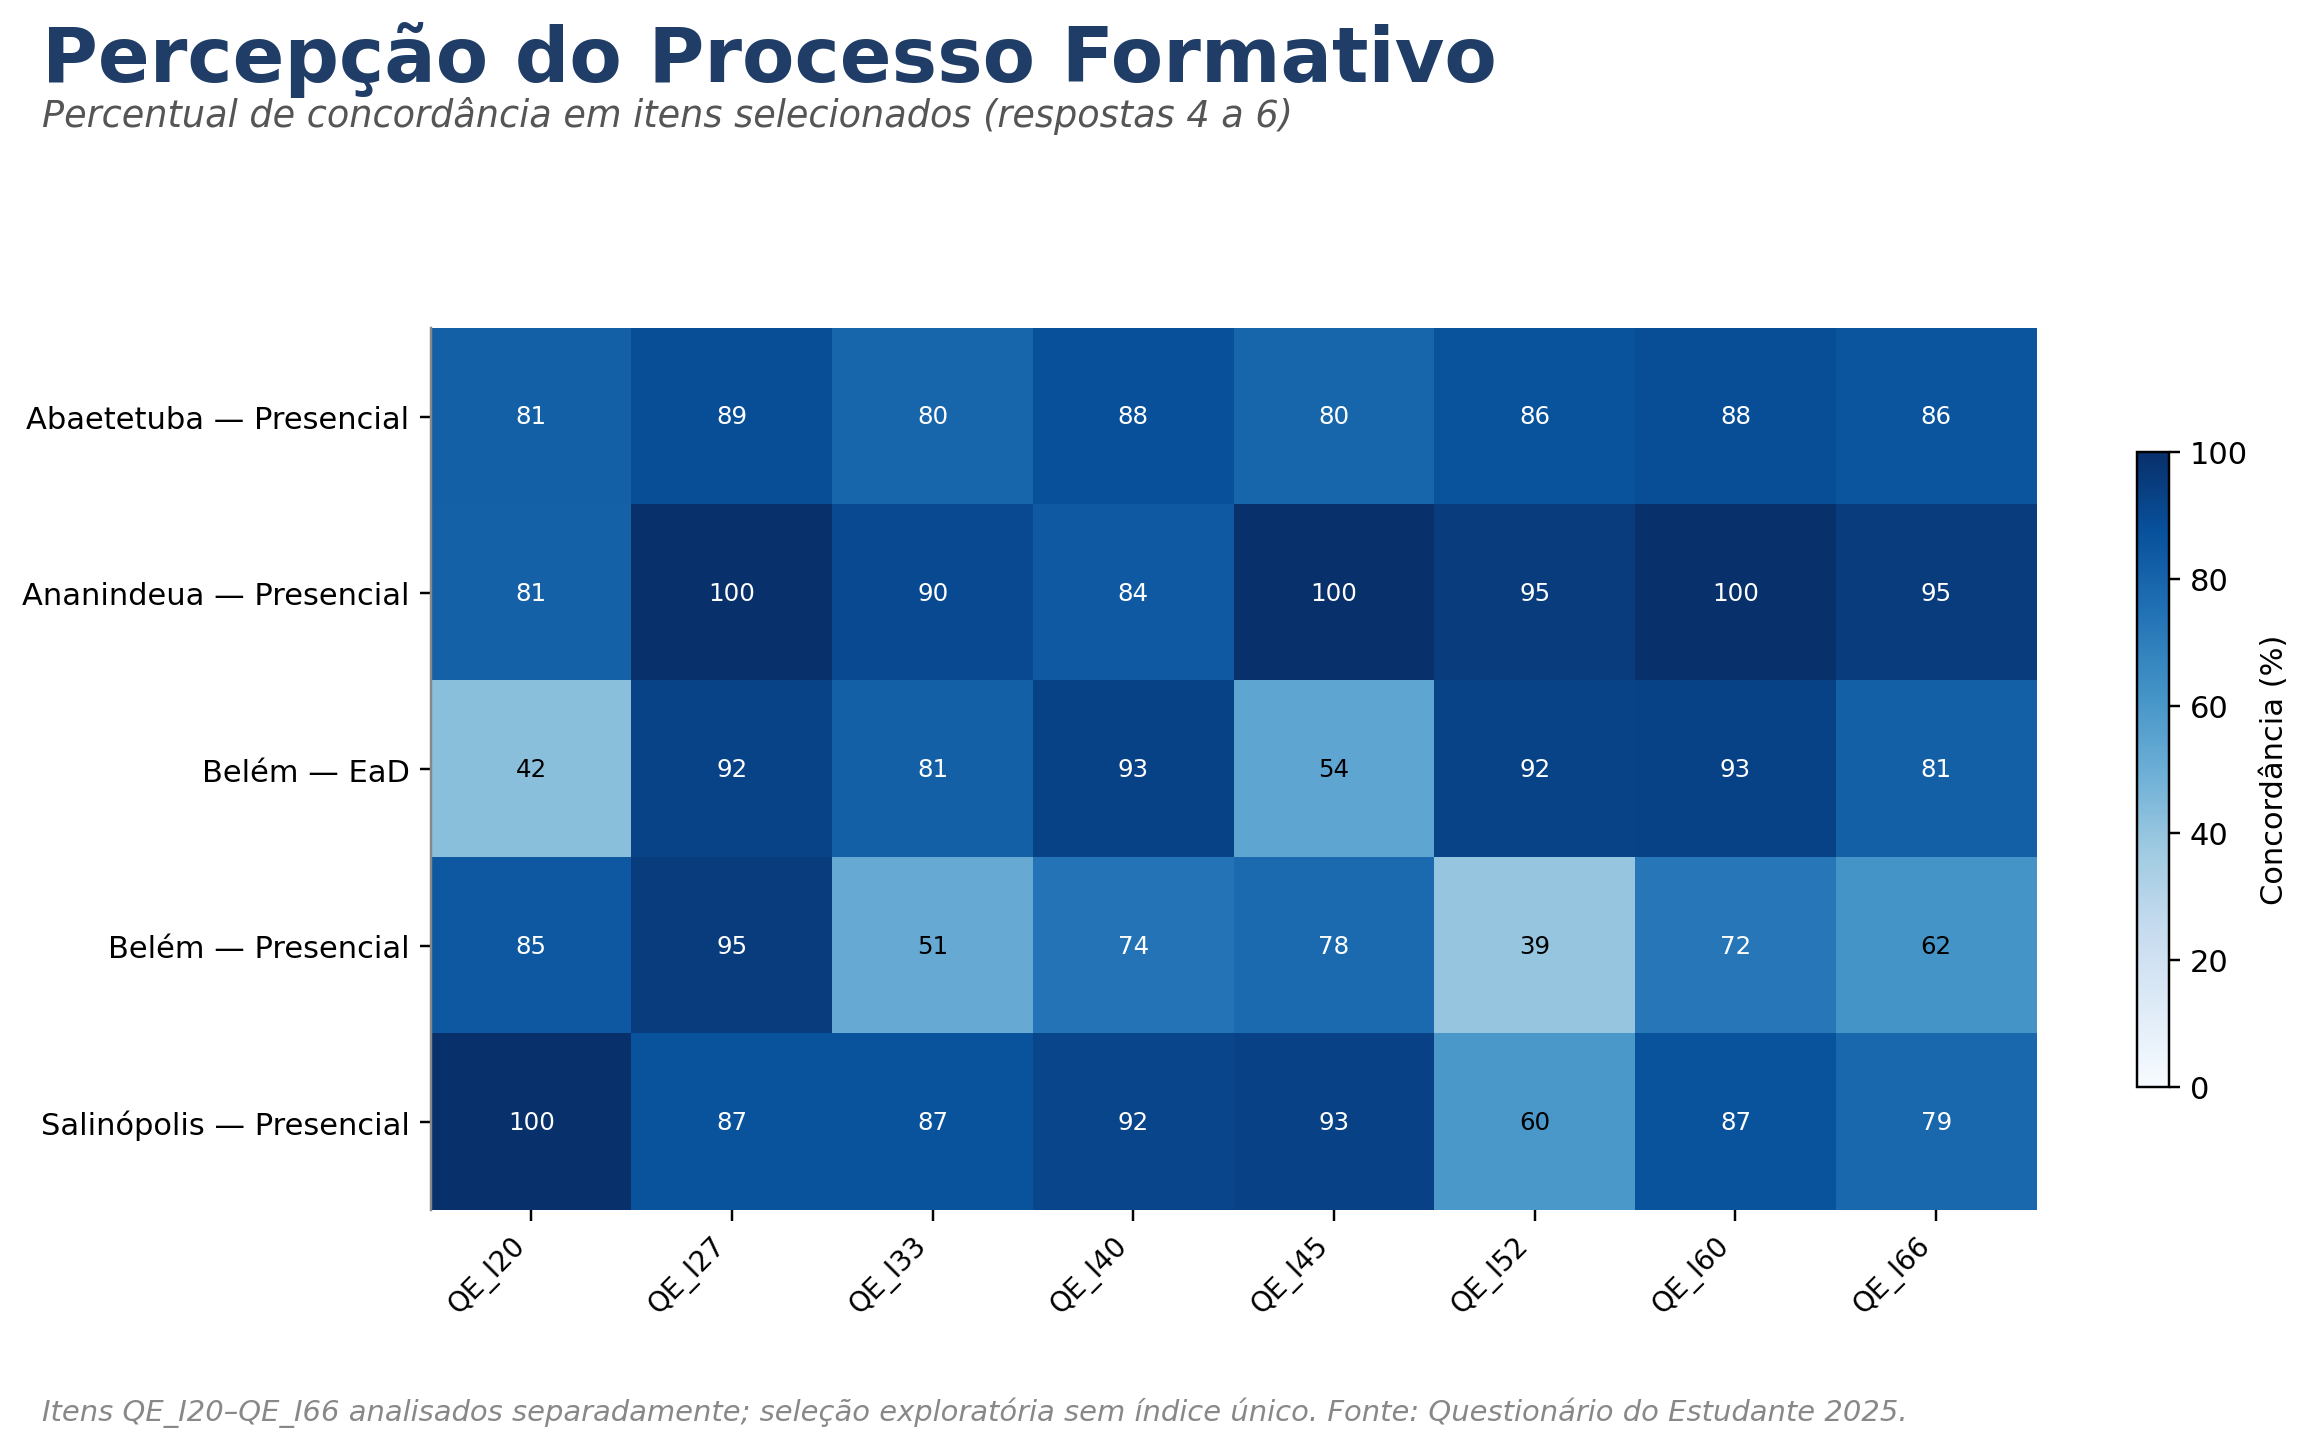 Percepção do Processo Formativo
Percentual de concordância em itens selecionados (respostas 4 a 6)
Abaetetuba — Presencial 81 89 80 88 80 86 88 86
Ananindeua — Presencial 81 100 90 84 100 95 100 95
Belém — EaD 42 92 81 93 54 92 93 81
Belém — Presencial 85 95 51 74 78 39 72 62
Salinópolis — Presencial 100 87 87 92 93 60 87 79
QE_I20 QE_I27 QE_I33 QE_I40 QE_I45 QE_I52 QE_I60 QE_I66
100
80
60
40
20
0
Concordância (%)
Itens QE_I20–QE_I66 analisados separadamente; seleção exploratória sem índice único. Fonte: Questionário do Estudante 2025.